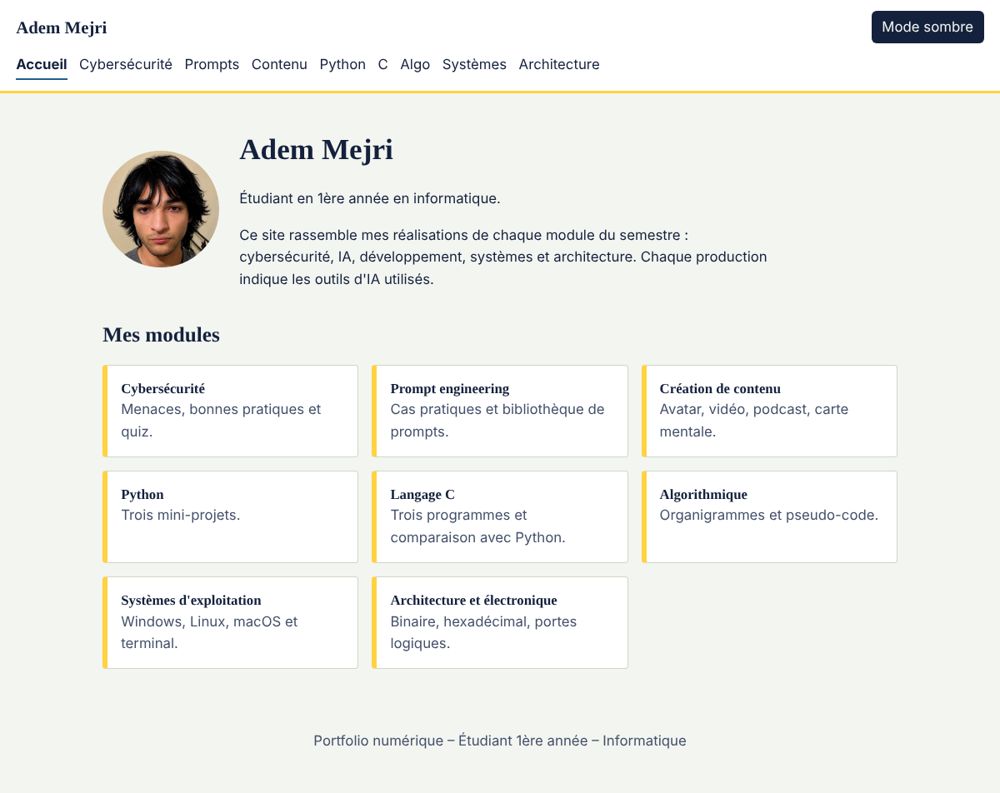 Adem Mejri
Mode sombre
Accueil Cybersécurité Prompts Contenu Python C Algo Systèmes Architecture
Adem Mejri
Étudiant en 1ère année en informatique.
Ce site rassemble mes réalisations de chaque module du semestre :
cybersécurité, IA, développement, systèmes et architecture. Chaque production
indique les outils d'IA utilisés.
Mes modules
Cybersécurité
Menaces, bonnes pratiques et
quiz.
Prompt engineering
Cas pratiques et bibliothèque de
prompts.
Création de contenu
Avatar, vidéo, podcast, carte
mentale.
Python
Trois mini-projets.
Langage C
Trois programmes et
comparaison avec Python.
Algorithmique
Organigrammes et pseudo-code.
Systèmes d'exploitation
Windows, Linux, macOS et
terminal.
Architecture et électronique
Binaire, hexadécimal, portes
logiques.
Portfolio numérique – Étudiant 1ère année – Informatique